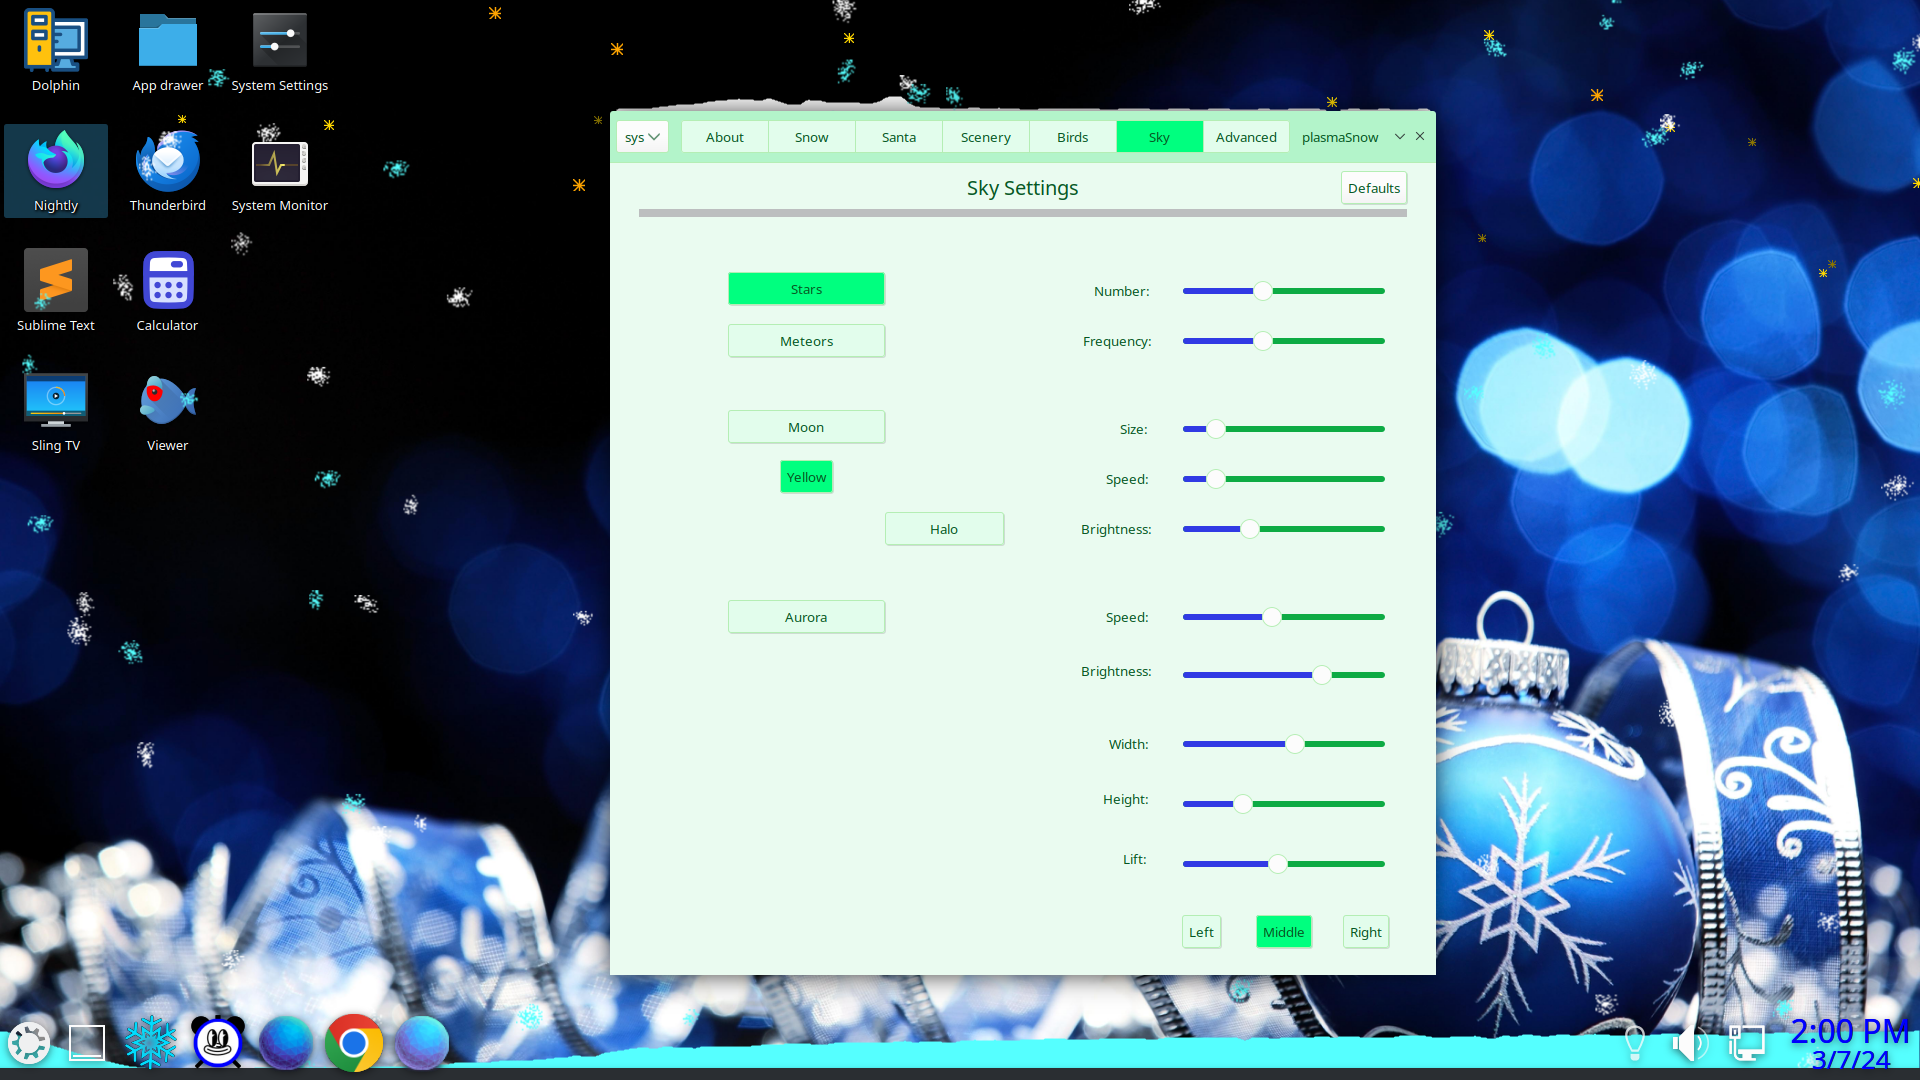 Dolphin
App drawer
System Settings
Nightly
Thunderbird
System Monitor
Sublime Text
Calculator
Sling TV
Viewer
sys
About
Snow
Santa
Scenery
Birds
Sky
Advanced
plasmaSnow
Sky Settings
Defaults
Stars
Number:
Meteors
Frequency:
Moon
Size:
Yellow
Speed:
Halo
Brightness:
Aurora
Speed:
Brightness:
Width:
Height:
Lift:
Left
Middle
Right
2:00 PM
3/7/24